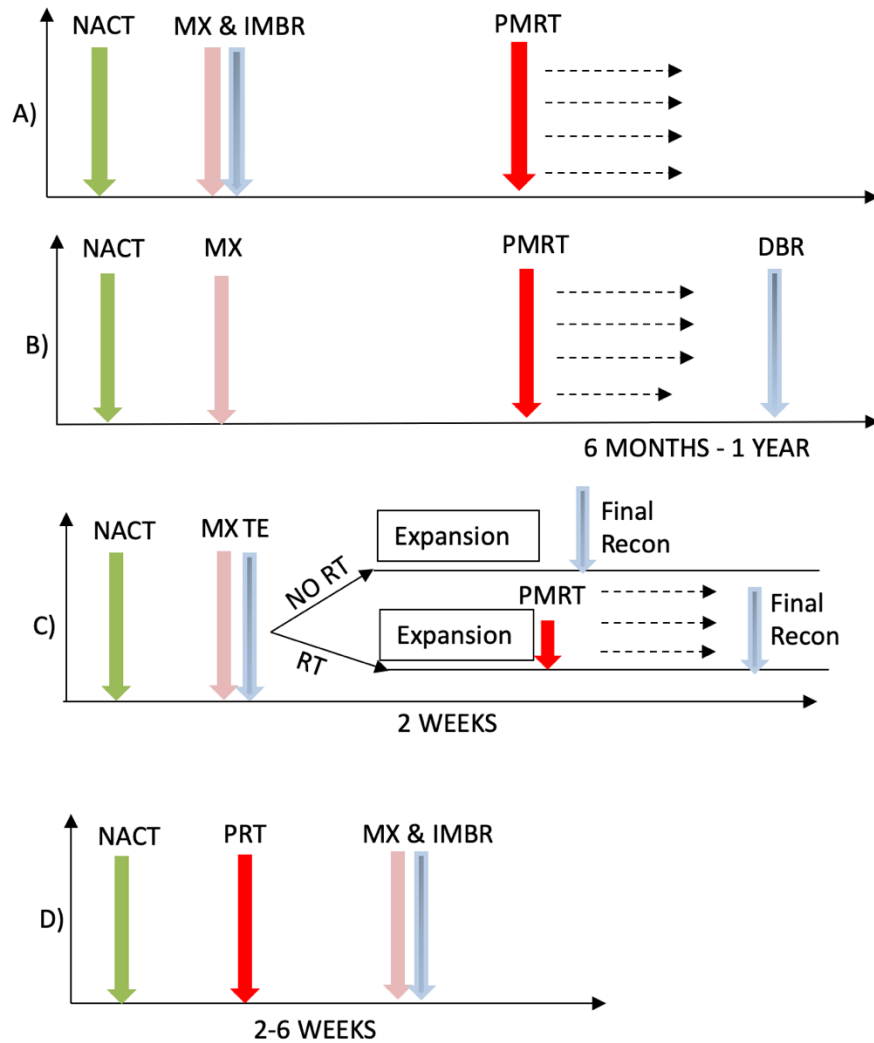 NACT MX & IMBR PMRT
A)
NACT MX PMRT DBR
B)
6 MONTHS - 1 YEAR
NACT MX TE Expansion Final
Recon
NO RT
C)
PMRT
Expansion Final
Recon
RT
2 WEEKS
NACT PRT MX & IMBR
D)
2-6 WEEKS